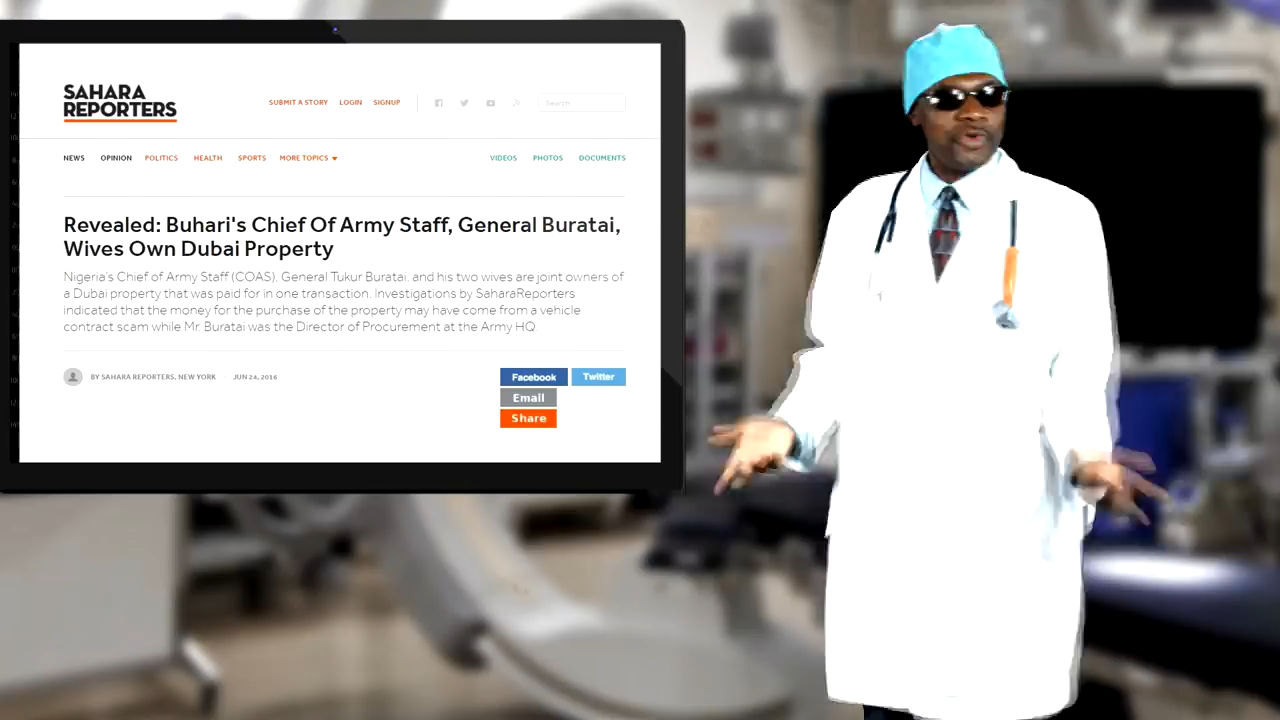 SAHARA
REPORTERS
SUBMIT A STORY LOGIN SIGNUP
Search
NEWS OPINION POLITICS HEALTH SPORTS MORE TOPICS VIDEOS PHOTOS DOCUMENTS
Revealed: Buhari's Chief Of Army Staff, General Buratai,
Wives Own Dubai Property
Nigeria's Chief of Army Staff (COAS), General Tukur Buratai, and his two wives are joint owners of
a Dubai property that was paid for in one transaction. Investigations by SaharaReporters
indicated that the money for the purchase of the property may have come from a vehicle
contract scam while Mr. Buratai was the Director of Procurement at the Army HQ.
BY SAHARA REPORTERS, NEW YORK JUN 24, 2016
Facebook Twitter
Email
Share